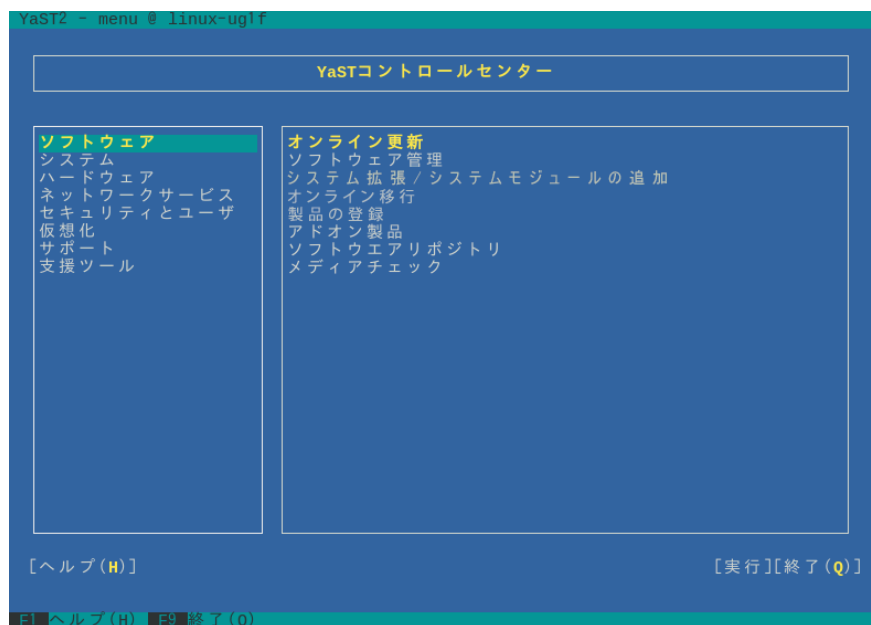 YaST2 - menu @ linux-ug1f
YaSTコントロールセンター
ソフトウェア
システム
ハードウェア
ネットワークサービス
セキュリティとユーザ
仮想化
サポート
支援ツール
オンライン更新
ソフトウェア管理
システム拡張/システムモジュールの追加
オンライン移行
製品の登録
アドオン製品
ソフトウエアリポジトリ
メディアチェック
[ヘルプ(H)] [実行][終了(Q)]
F1 ヘルプ(H) F9 終了(Q)